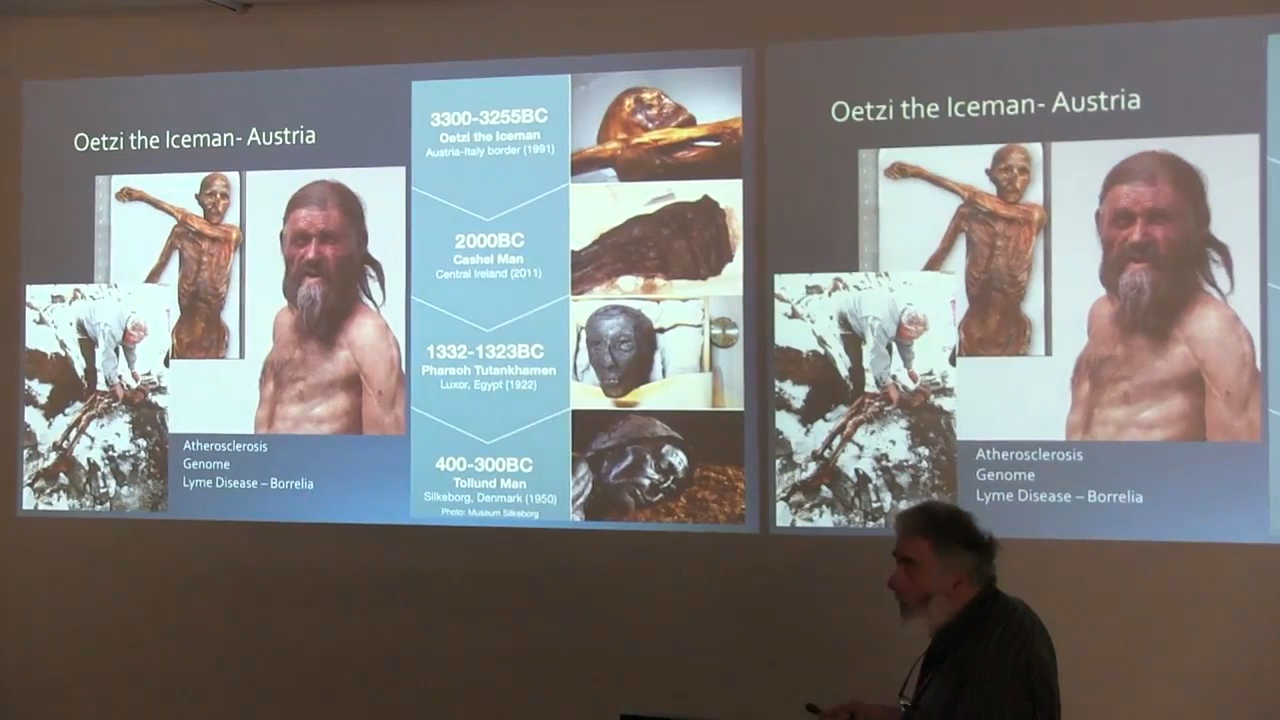 Oetzi the Iceman- Austria
Atherosclerosis
Genome
Lyme Disease – Borrelia
3300-3255BC
Oetzi the Iceman
Austria-Italy border (1991)
2000BC
Cashel Man
Central Ireland (2011)
1332-1323BC
Pharaoh Tutankhamen
Luxor, Egypt (1922)
400-300BC
Tollund Man
Silkeborg, Denmark (1950)
Photo: Museum Silkeborg
Oetzi the Iceman- Austria
Atherosclerosis
Genome
Lyme Disease – Borrelia